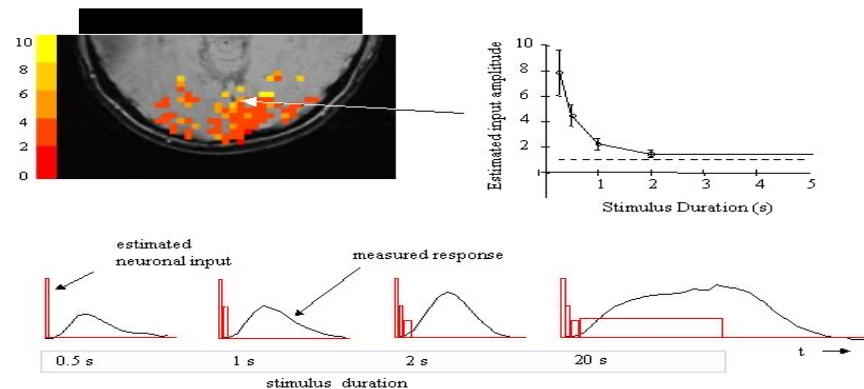 10
8
6
4
2
0
Estimated input amplitude
10
8
6
4
2
1 2 3 4 5
Stimulus Duration (s)
estimated
neuronal input
measured response
0.5 s 1 s 2 s 20 s
t
stimulus duration